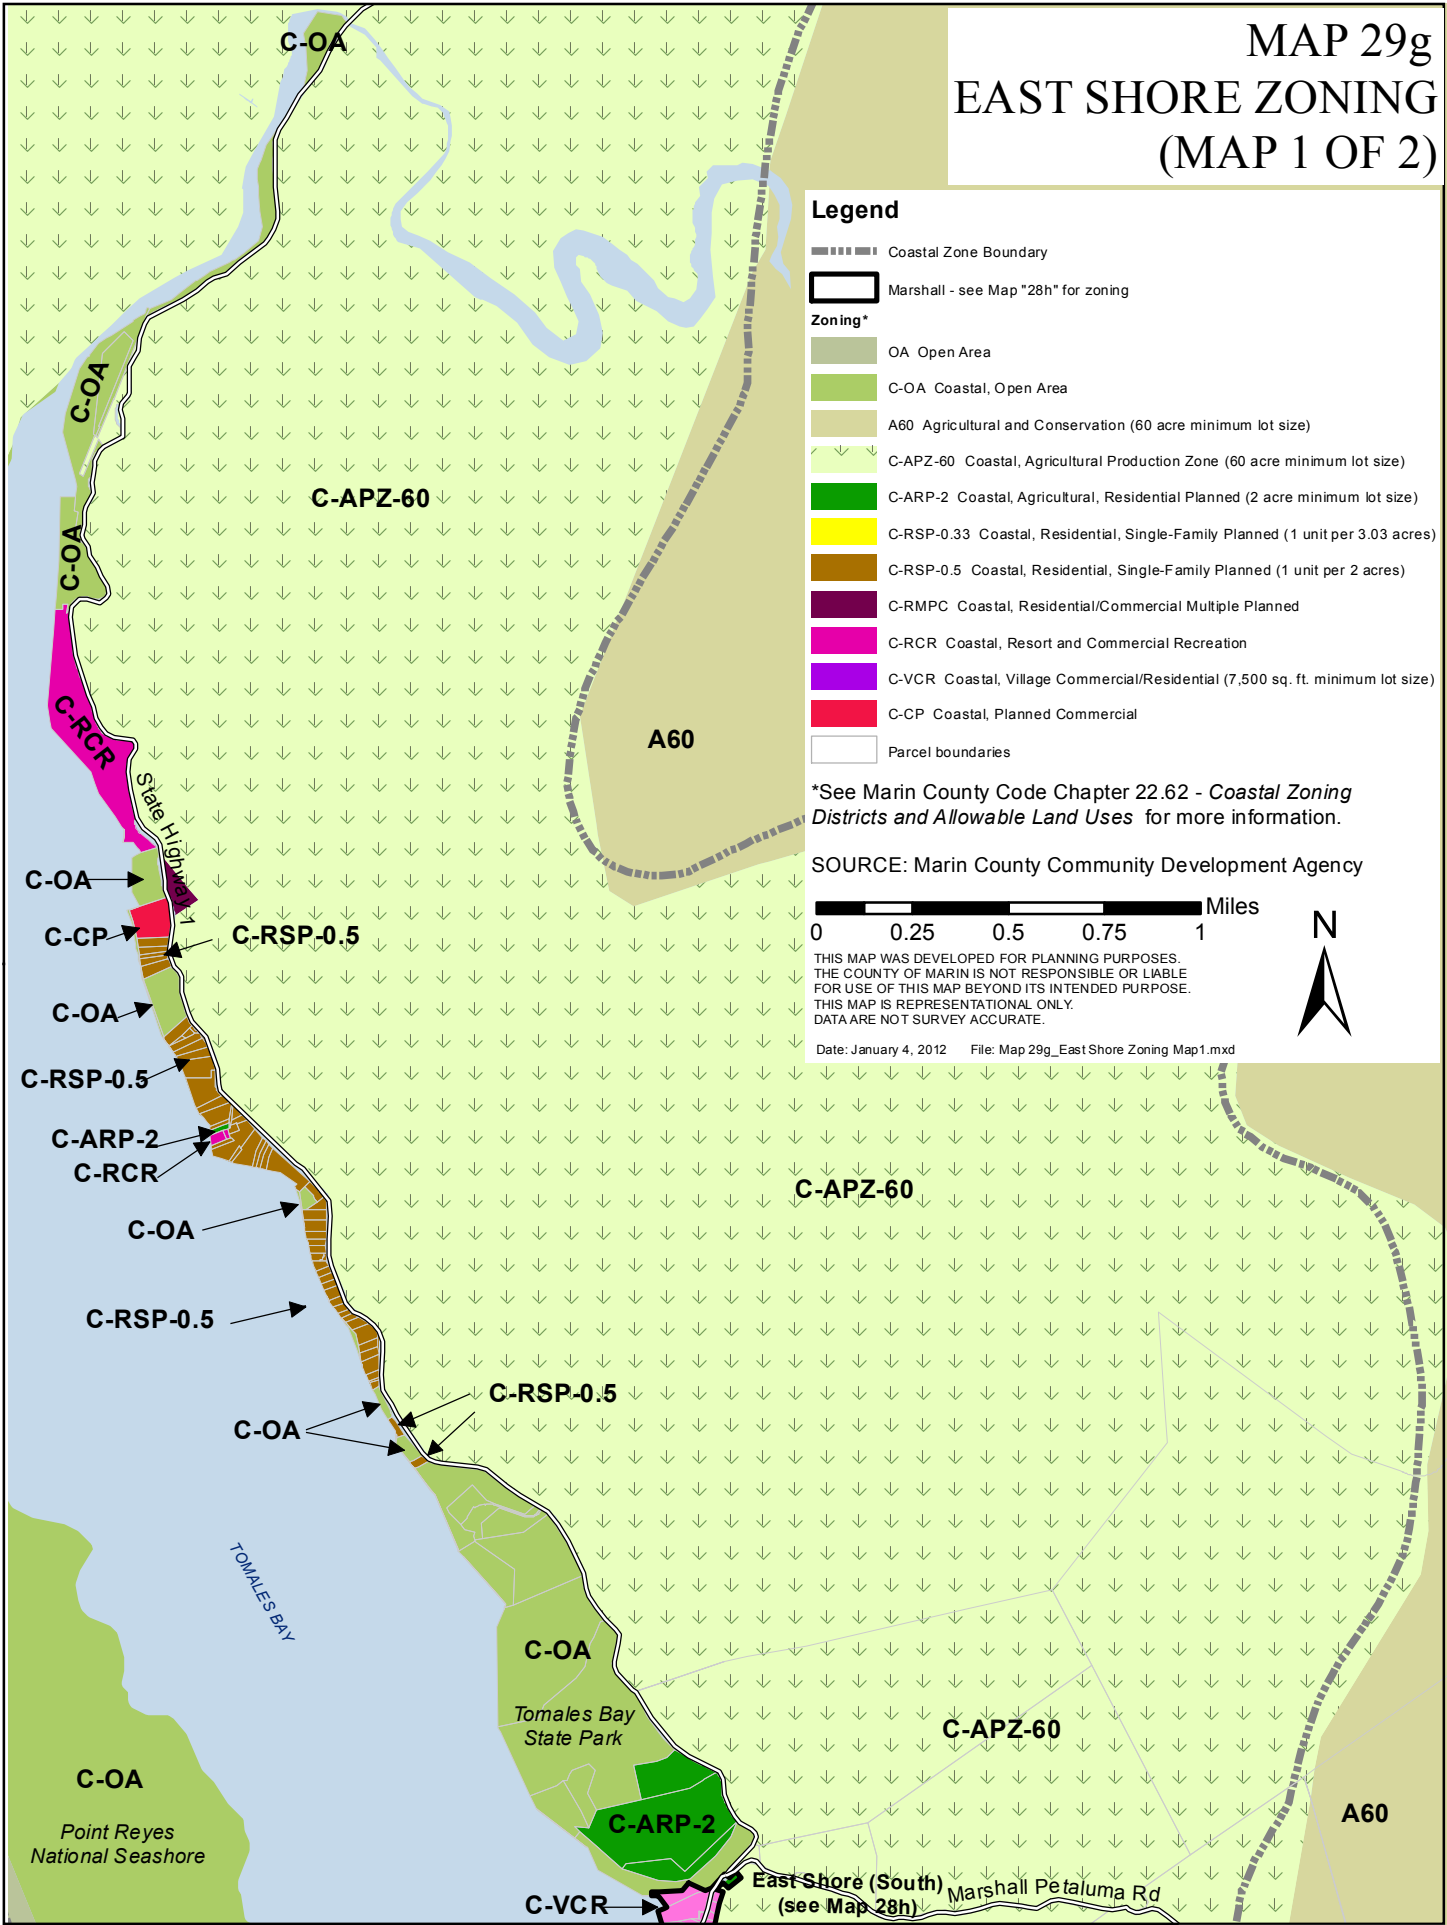 MAP 29g
EAST SHORE ZONING
(MAP 1 OF 2)
Legend
Coastal Zone Boundary
Marshall - see Map "28h" for zoning
Zoning*
OA Open Area
C-OA Coastal, Open Area
A60 Agricultural and Conservation (60 acre minimum lot size)
C-APZ-60 Coastal, Agricultural Production Zone (60 acre minimum lot size)
C-ARP-2 Coastal, Agricultural, Residential Planned (2 acre minimum lot size)
C-RSP-0.33 Coastal, Residential, Single-Family Planned (1 unit per 3.03 acres)
C-RSP-0.5 Coastal, Residential, Single-Family Planned (1 unit per 2 acres)
C-RMPC Coastal, Residential/Commercial Multiple Planned
C-RCR Coastal, Resort and Commercial Recreation
C-VCR Coastal, Village Commercial/Residential (7,500 sq. ft. minimum lot size)
C-CP Coastal, Planned Commercial
Parcel boundaries
*See Marin County Code Chapter 22.62 - Coastal Zoning
Districts and Allowable Land Uses for more information.
SOURCE: Marin County Community Development Agency
Miles
0 0.25 0.5 0.75 1
N
THIS MAP WAS DEVELOPED FOR PLANNING PURPOSES.
THE COUNTY OF MARIN IS NOT RESPONSIBLE OR LIABLE
FOR USE OF THIS MAP BEYOND ITS INTENDED PURPOSE.
THIS MAP IS REPRESENTATIONAL ONLY.
DATA ARE NOT SURVEY ACCURATE.
Date: January 4, 2012 File: Map 29g_East Shore Zoning Map1.mxd
C-OA
C-OA
C-APZ-60
C-OA
C-RCR
A60
State Highway 1
C-OA
C-CP
C-RSP-0.5
C-OA
C-RSP-0.5
C-ARP-2
C-RCR
C-APZ-60
C-OA
C-RSP-0.5
C-RSP-0.5
C-OA
TOMALES BAY
C-OA
Tomales Bay
State Park
C-APZ-60
C-OA
Point Reyes
National Seashore
C-ARP-2
A60
East Shore (South)
(see Map 28h)
Marshall Petaluma Rd
C-VCR